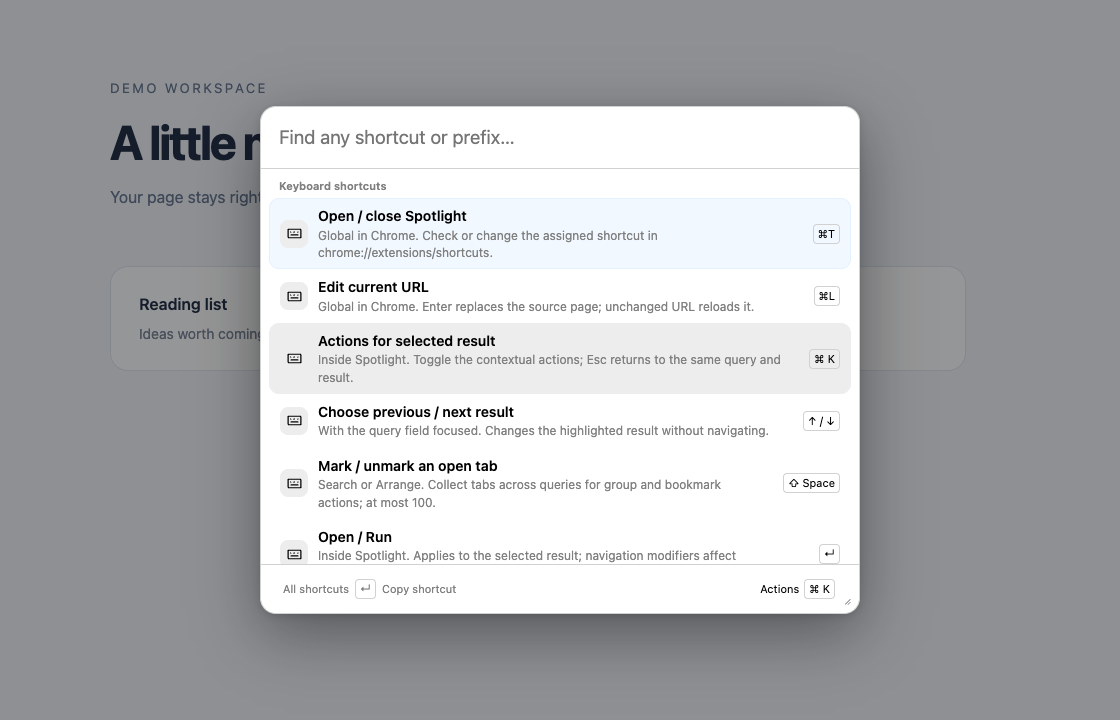 DEMO WORKSPACE
A little
Your page stays right
Reading list
Ideas worth coming
Find any shortcut or prefix...
Keyboard shortcuts
Open / close Spotlight
Global in Chrome. Check or change the assigned shortcut in
chrome://extensions/shortcuts.
⌘T
Edit current URL
Global in Chrome. Enter replaces the source page; unchanged URL reloads it.
⌘L
Actions for selected result
Inside Spotlight. Toggle the contextual actions; Esc returns to the same query and
result.
⌘ K
Choose previous / next result
With the query field focused. Changes the highlighted result without navigating.
↑ / ↓
Mark / unmark an open tab
Search or Arrange. Collect tabs across queries for group and bookmark
actions; at most 100.
⇧ Space
Open / Run
Inside Spotlight. Applies to the selected result; navigation modifiers affect
↵
All shortcuts ↵ Copy shortcut
Actions ⌘ K